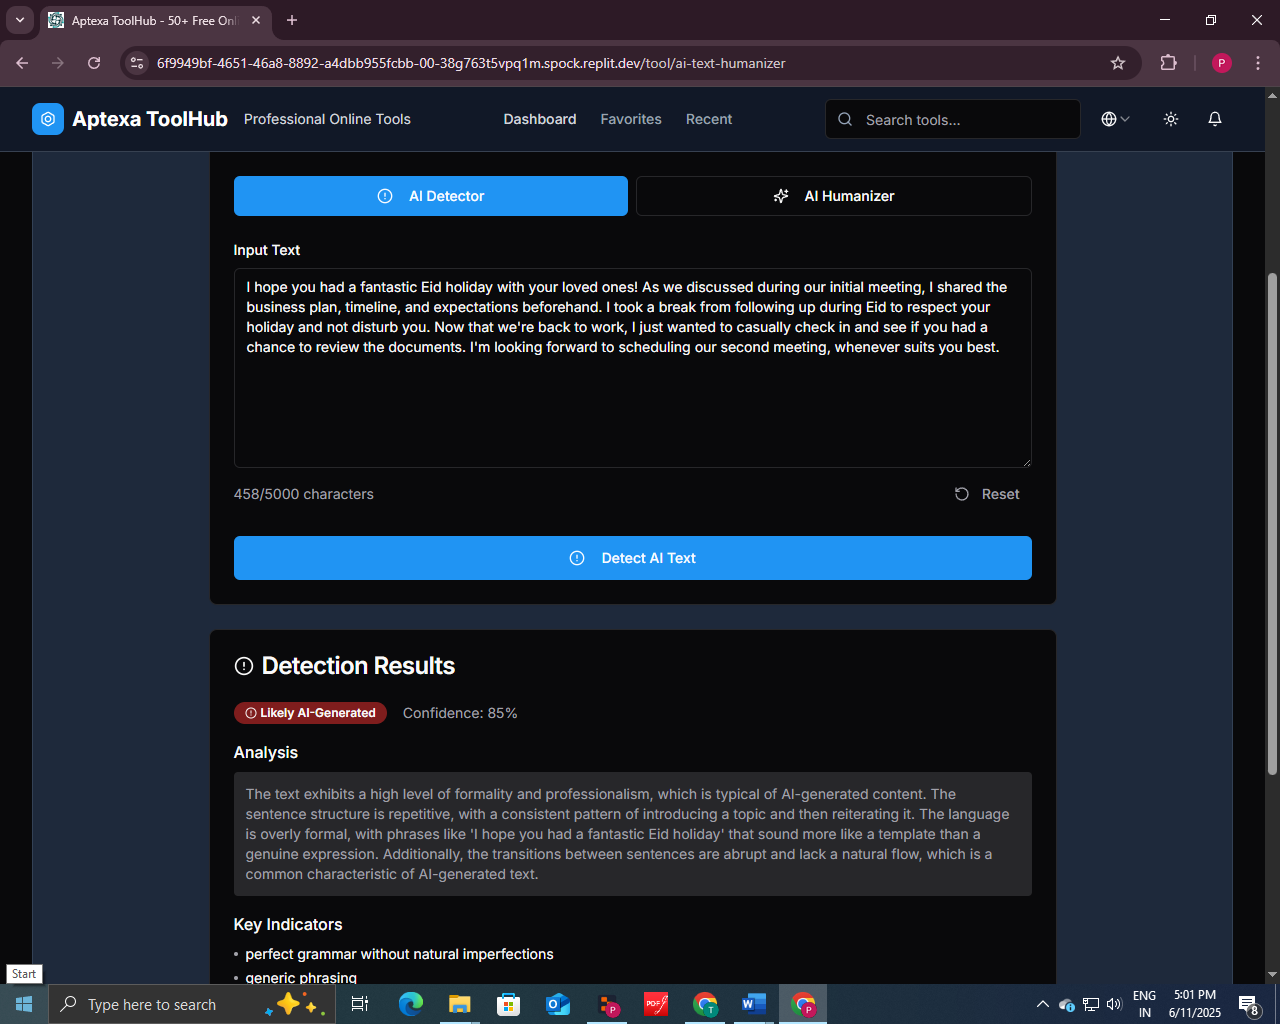 Aptexa ToolHub - 50+ Free Onl
6f9949bf-4651-46a8-8892-a4dbb955fcbb-00-38g763t5vpq1m.spock.replit.dev/tool/ai-text-humanizer
P
Aptexa ToolHub
Professional Online Tools
Dashboard
Favorites
Recent
Search tools...
AI Detector
AI Humanizer
Input Text
I hope you had a fantastic Eid holiday with your loved ones! As we discussed during our initial meeting, I shared the
business plan, timeline, and expectations beforehand. I took a break from following up during Eid to respect your
holiday and not disturb you. Now that we're back to work, I just wanted to casually check in and see if you had a
chance to review the documents. I'm looking forward to scheduling our second meeting, whenever suits you best.
458/5000 characters
Reset
Detect AI Text
Detection Results
Likely AI-Generated
Confidence: 85%
Analysis
The text exhibits a high level of formality and professionalism, which is typical of AI-generated content. The
sentence structure is repetitive, with a consistent pattern of introducing a topic and then reiterating it. The language
is overly formal, with phrases like 'I hope you had a fantastic Eid holiday' that sound more like a template than a
genuine expression. Additionally, the transitions between sentences are abrupt and lack a natural flow, which is a
common characteristic of AI-generated text.
Key Indicators
• perfect grammar without natural imperfections
• generic phrasing
Start
Type here to search
P
PDF
T
W
P
ENG
IN
5:01 PM
6/11/2025
8